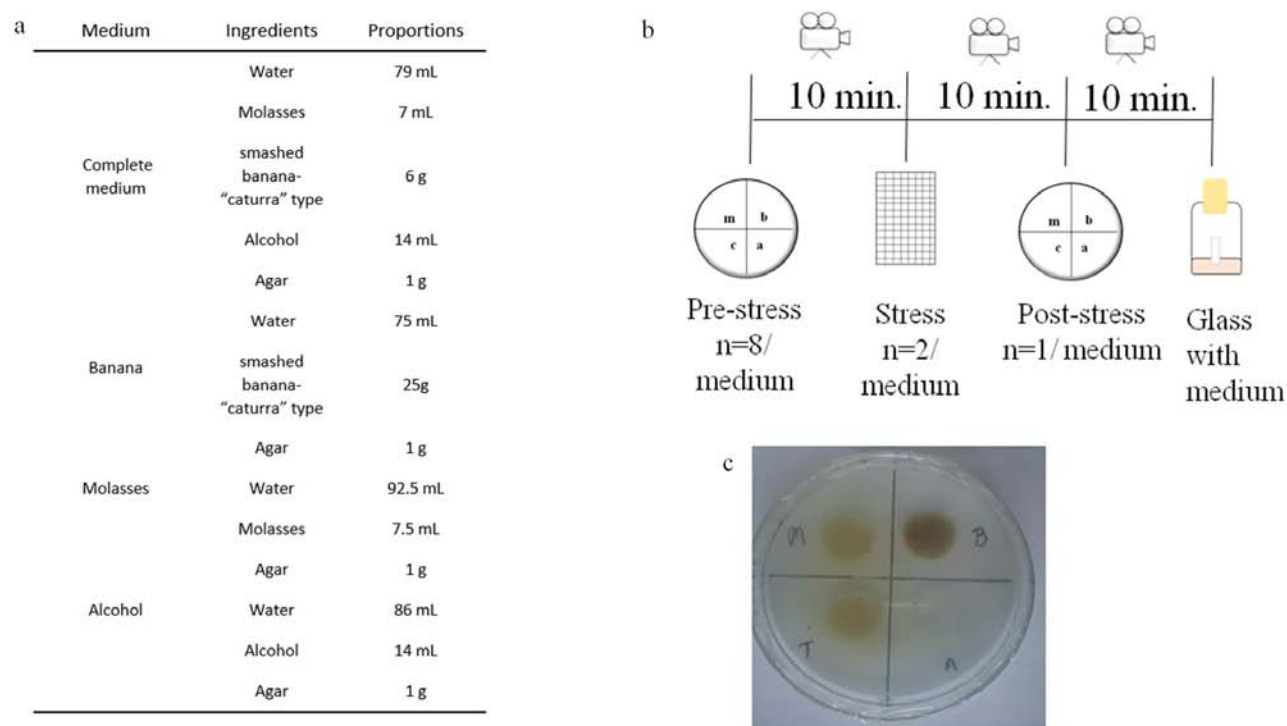 a
Medium Ingredients Proportions
Water 79 mL
Molasses 7 mL
Complete medium
smashed banana- "caturra" type 6 g
Alcohol 14 mL
Agar 1 g
Water 75 mL
Banana
smashed banana- "caturra" type 25g
Agar 1 g
Molasses Water 92.5 mL
Molasses 7.5 mL
Agar 1 g
Alcohol Water 86 mL
Alcohol 14 mL
Agar 1 g
b
10 min. 10 min. 10 min.
m b
c a
m b
c a
Pre-stress
n=8/
medium
Stress
n=2/
medium
Post-stress
n=1/ medium
Glass
with
medium
c
M B
T